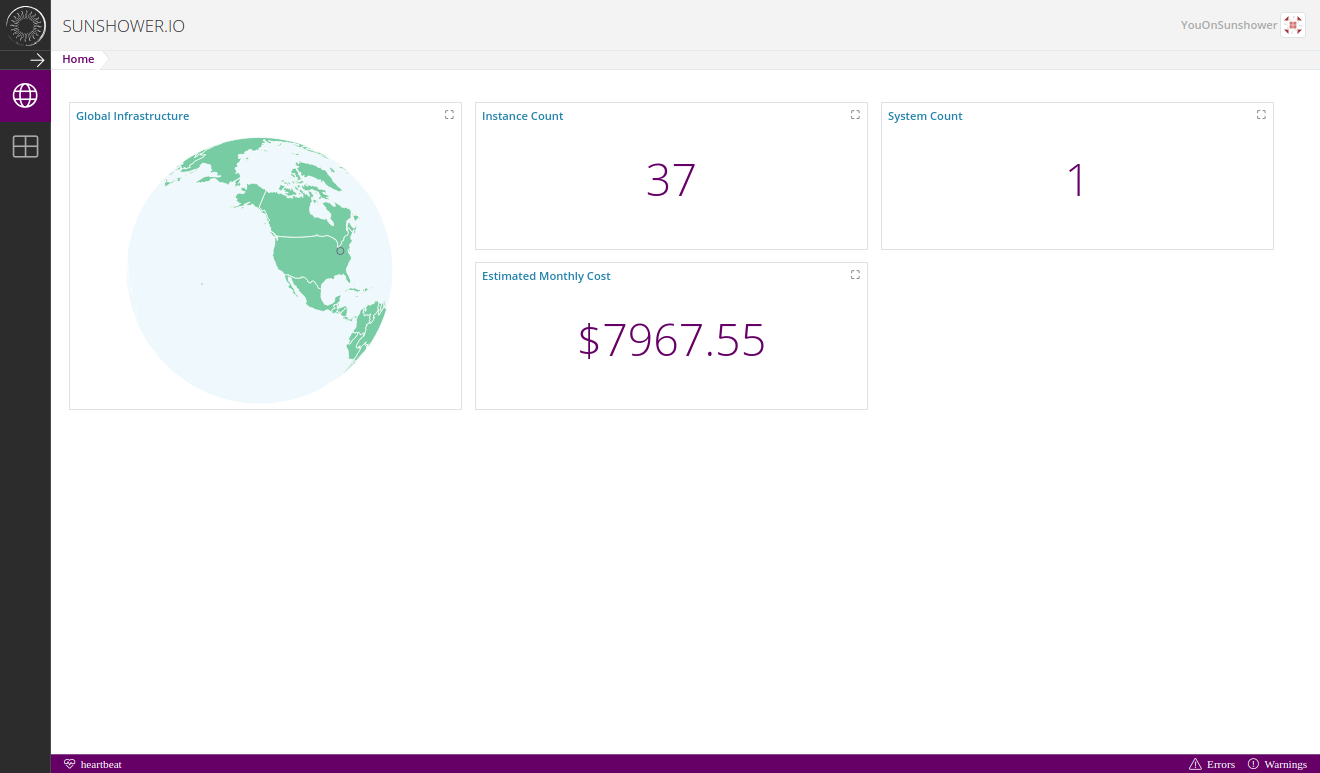 SUNSHOWER.IO
YouOnSunshower
Home
Global Infrastructure
Instance Count
37
System Count
1
Estimated Monthly Cost
$7967.55
heartbeat
Errors
Warnings